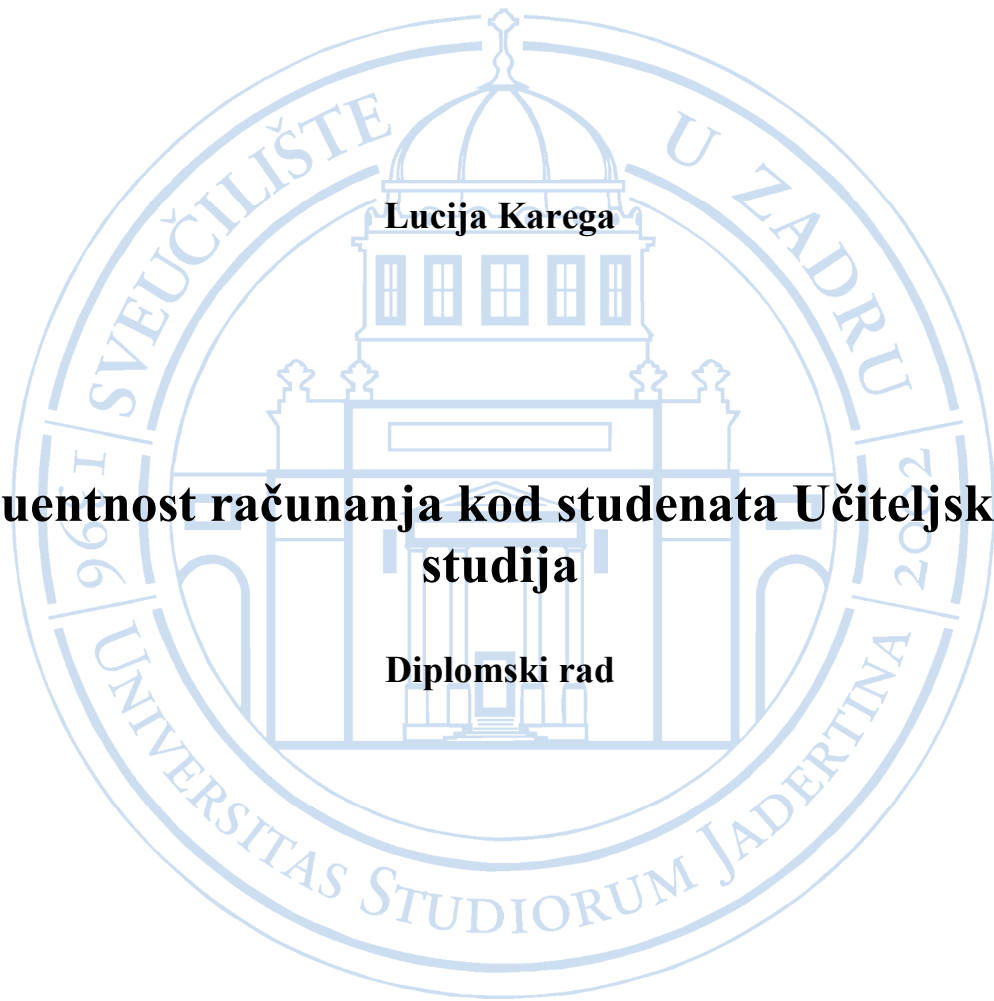 SVEUČILIŠTE U ZADRU
Lucija Karega
1396 2002
uentnost računanja kod studenata Učiteljsk
studija
Diplomski rad
UNIVERSITAS STUDIORUM JADERTINA